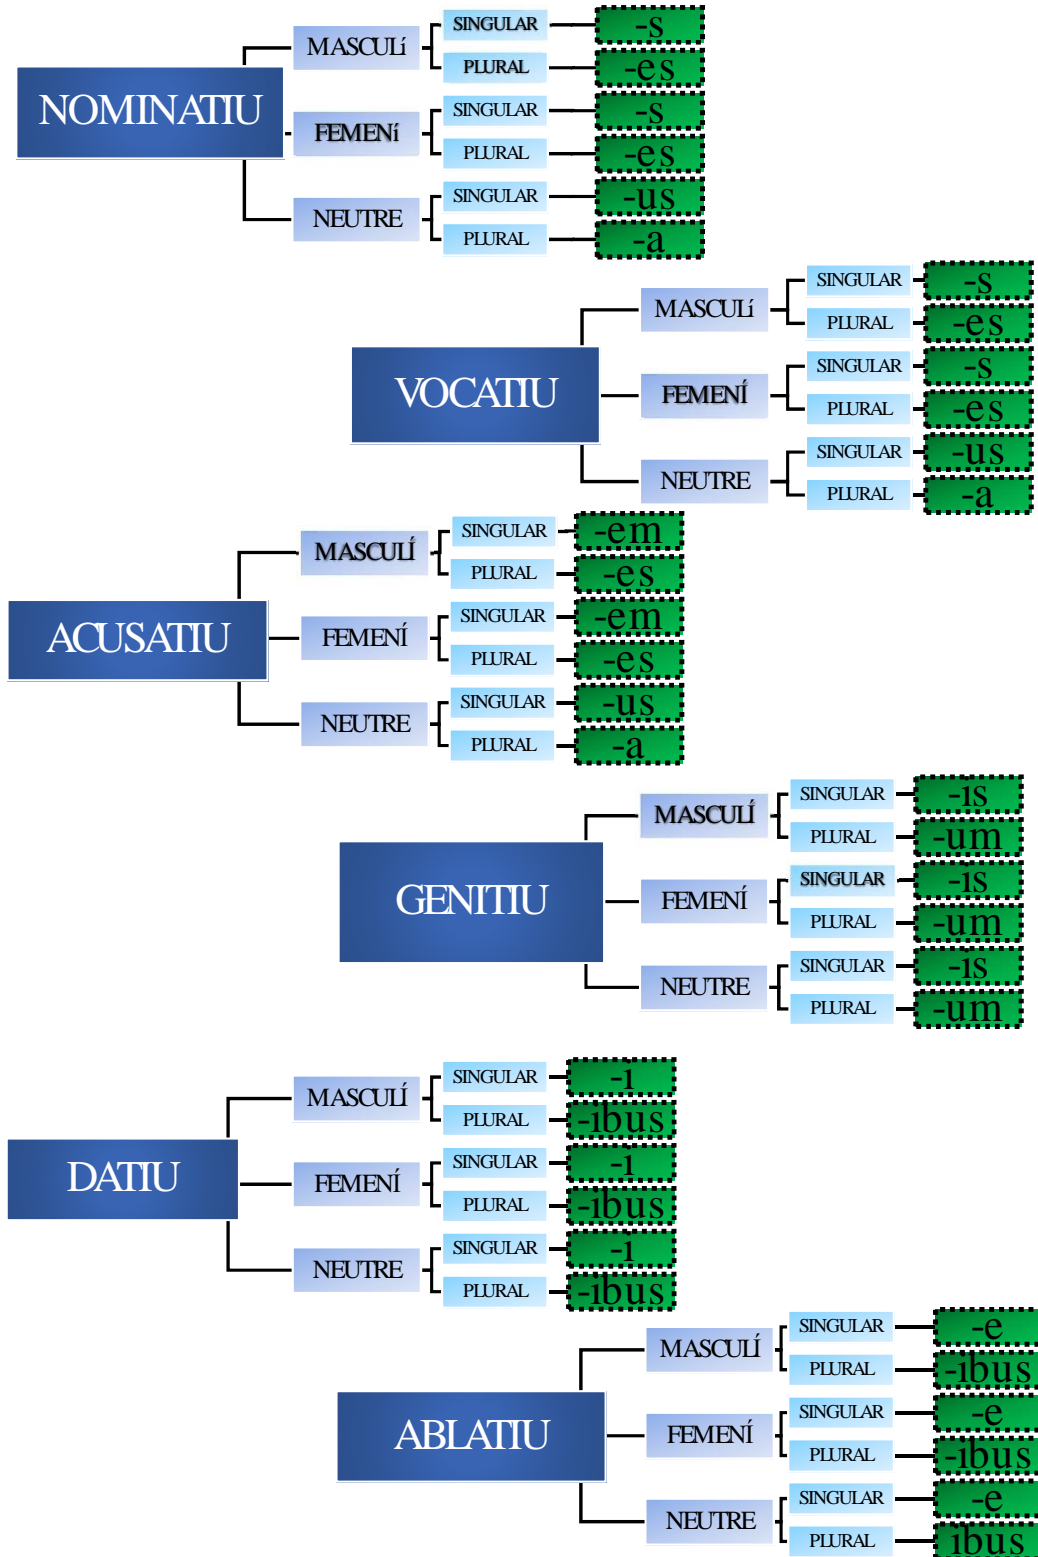 NOMINATIU
MASCULí
SINGULAR
-s
PLURAL
-es
FEMENí
SINGULAR
-s
PLURAL
-es
NEUTRE
SINGULAR
-us
PLURAL
-a
VOCATIU
MASCULí
SINGULAR
-s
PLURAL
-es
FEMENÍ
SINGULAR
-s
PLURAL
-es
NEUTRE
SINGULAR
-us
PLURAL
-a
ACUSATIU
MASCULÍ
SINGULAR
-em
PLURAL
-es
FEMENÍ
SINGULAR
-em
PLURAL
-es
NEUTRE
SINGULAR
-us
PLURAL
-a
GENITIU
MASCULÍ
SINGULAR
-is
PLURAL
-um
FEMENÍ
SINGULAR
-is
PLURAL
-um
NEUTRE
SINGULAR
-is
PLURAL
-um
DATIU
MASCULÍ
SINGULAR
-i
PLURAL
-ibus
FEMENÍ
SINGULAR
-i
PLURAL
-ibus
NEUTRE
SINGULAR
-i
PLURAL
-ibus
ABLATIU
MASCULÍ
SINGULAR
-e
PLURAL
-ibus
FEMENÍ
SINGULAR
-e
PLURAL
-ibus
NEUTRE
SINGULAR
-e
PLURAL
ibus